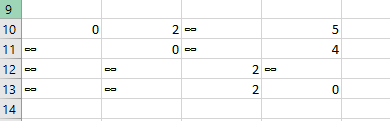 9
10 0 2 ∞ 5
11 ∞ 0 ∞ 4
12 ∞ ∞ 2 ∞
13 ∞ ∞ 2 0
14